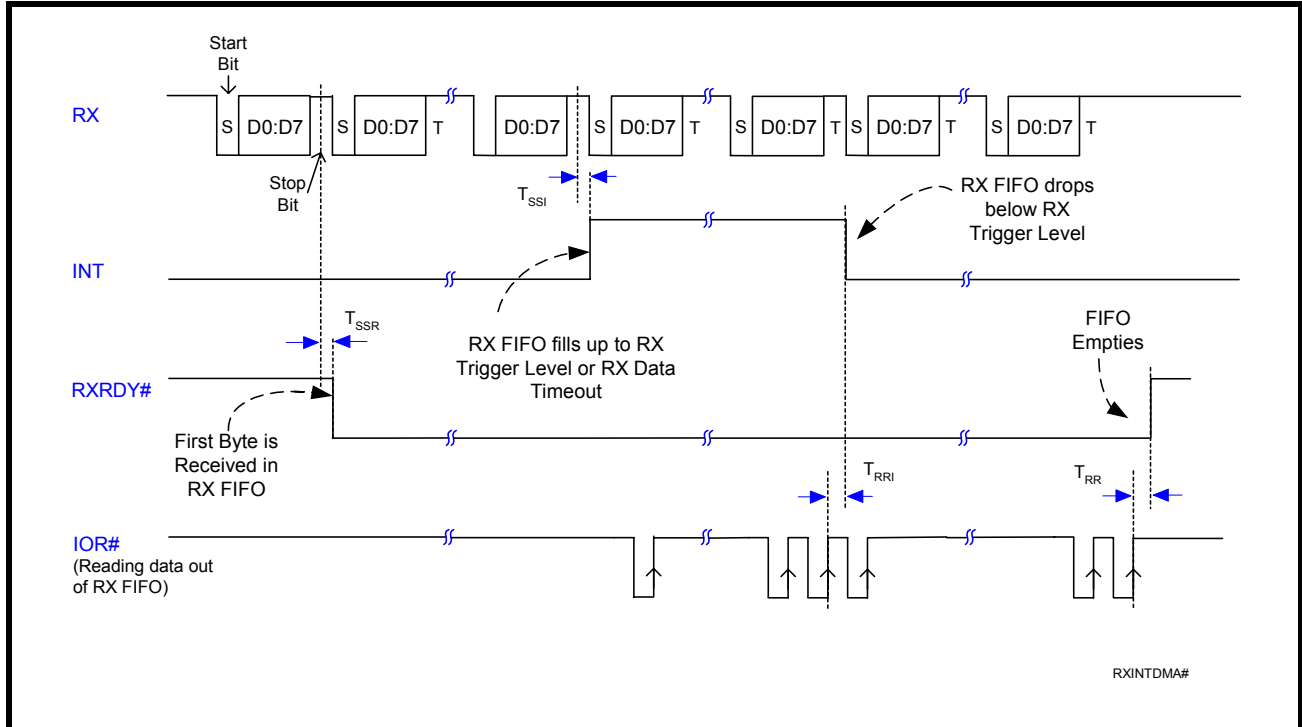 Start
Bit
RX
S
D0:D7
S
D0:D7
T
D0:D7
S
D0:D7
T
S
D0:D7
T
S
D0:D7
T
S
D0:D7
T
Stop
Bit
TSSI
RX FIFO drops
below RX
Trigger Level
INT
TSSR
RX FIFO fills up to RX
Trigger Level or RX Data
Timeout
FIFO
Empties
RXRDY#
First Byte is
Received in
RX FIFO
TRRI
TRR
IOR#
(Reading data out
of RX FIFO)
RXINTDMA#